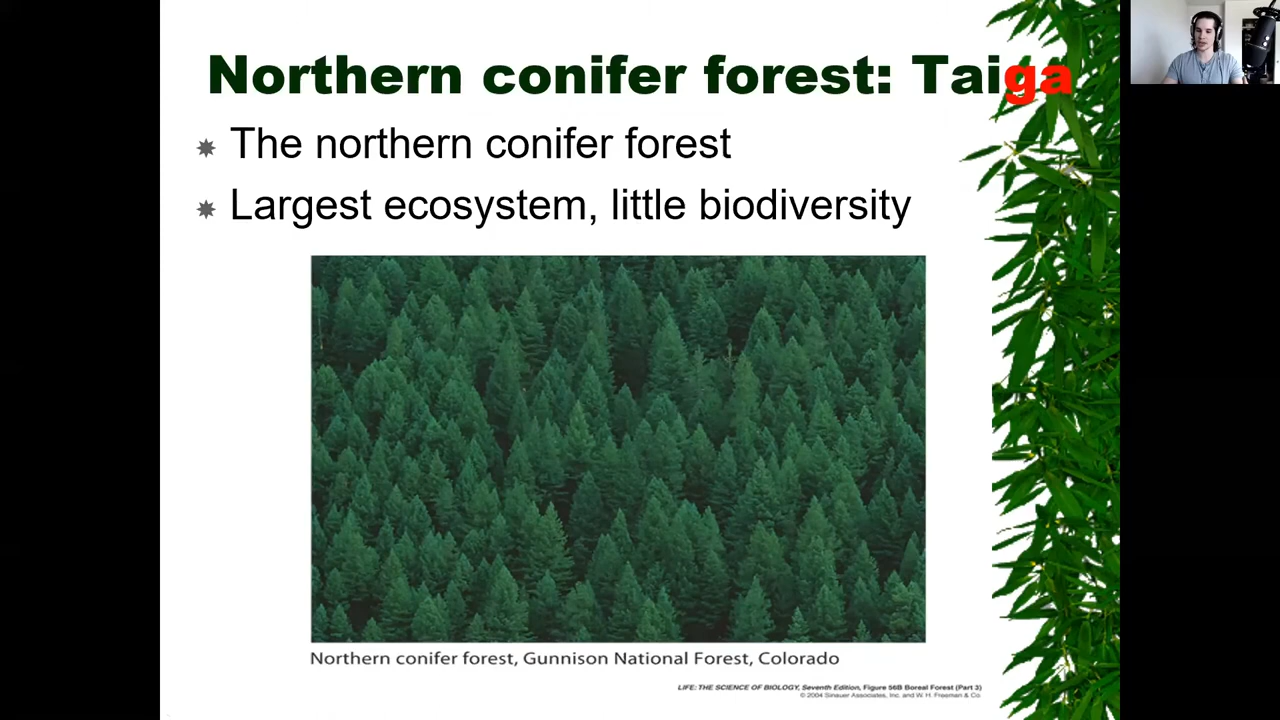 Northern conifer forest: Taiga
The northern conifer forest
Largest ecosystem, little biodiversity
Northern conifer forest, Gunnison National Forest, Colorado
LIFE: THE SCIENCE OF BIOLOGY, Seventh Edition, Figure 56B Boreal Forest (Part 3)
© 2004 Sinauer Associates, Inc. and W. H. Freeman & Co.